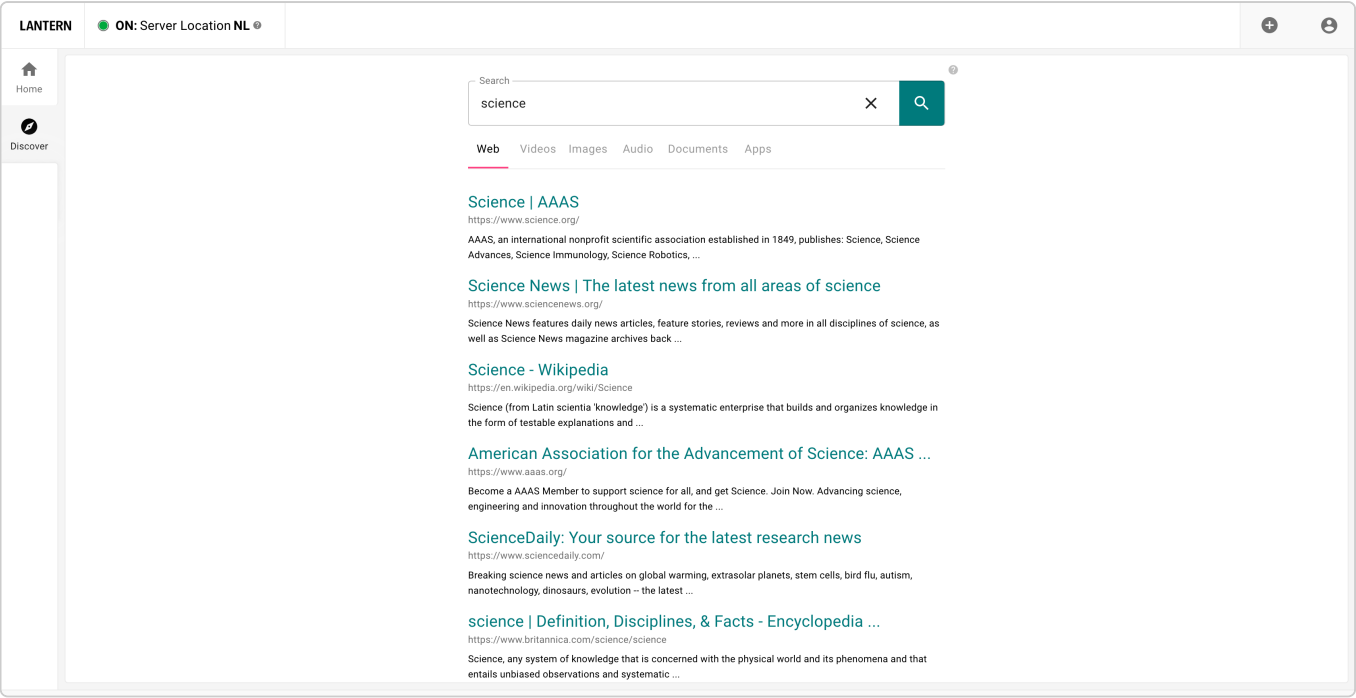 LANTERN
ON: Server Location NL ?
Home
Discover
?
Search
science
Web Videos Images Audio Documents Apps
Science | AAAS
https://www.science.org/
AAAS, an international nonprofit scientific association established in 1849, publishes: Science, Science
Advances, Science Immunology, Science Robotics, ...
Science News | The latest news from all areas of science
https://www.sciencenews.org/
Science News features daily news articles, feature stories, reviews and more in all disciplines of science, as
well as Science News magazine archives back ...
Science - Wikipedia
https://en.wikipedia.org/wiki/Science
Science (from Latin scientia 'knowledge') is a systematic enterprise that builds and organizes knowledge in
the form of testable explanations and ...
American Association for the Advancement of Science: AAAS ...
https://www.aaas.org/
Become a AAAS Member to support science for all, and get Science. Join Now. Advancing science,
engineering and innovation throughout the world for the ...
ScienceDaily: Your source for the latest research news
https://www.sciencedaily.com/
Breaking science news and articles on global warming, extrasolar planets, stem cells, bird flu, autism,
nanotechnology, dinosaurs, evolution -- the latest ...
science | Definition, Disciplines, & Facts - Encyclopedia ...
https://www.britannica.com/science/science
Science, any system of knowledge that is concerned with the physical world and its phenomena and that
entails unbiased observations and systematic ...